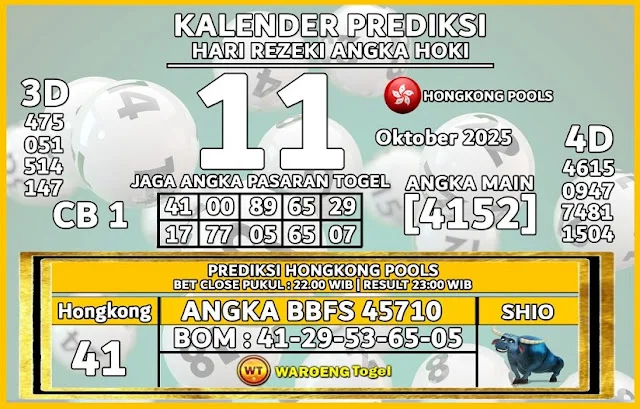 KALENDER PREDIKSI
HARI REZEKI ANGKA HOKI
3D
475
051
514
147
CB 1
11
HONGKONG POOLS
Oktober 2025
JAGA ANGKA PASARAN TOGEL
41 00 89 65 29
17 77 05 65 07
ANGKA MAIN
[4152]
4D
4615
0947
7481
1504
PREDIKSI HONGKONG POOLS
BET CLOSE PUKUL : 22.00 WIB | RESULT 23:00 WIB
Hongkong
41
ANGKA BBFS 45710
BOM : 41-29-53-65-05
WT WAROENG Togel
SHIO